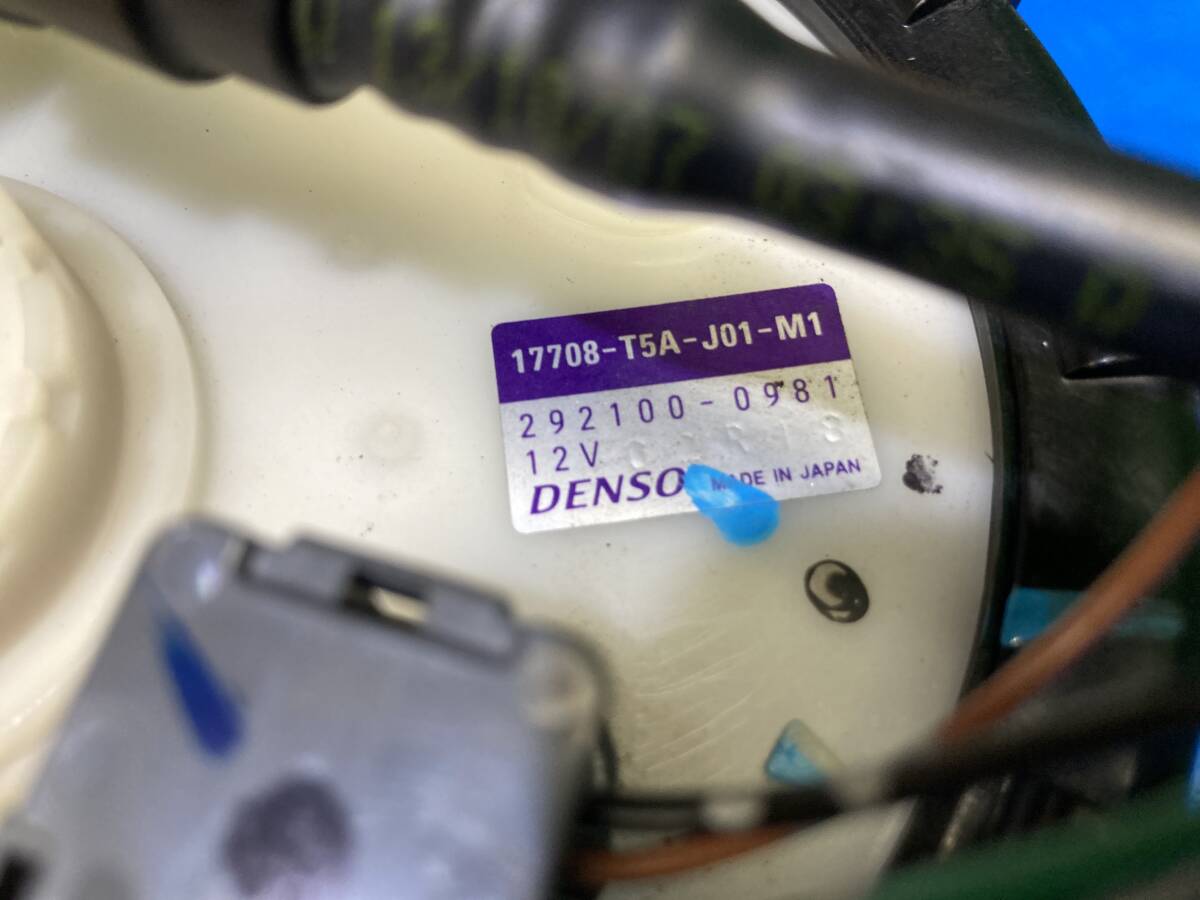 17708-T5A-J01-M1
292100-0981
12V
DENSO MADE IN JAPAN